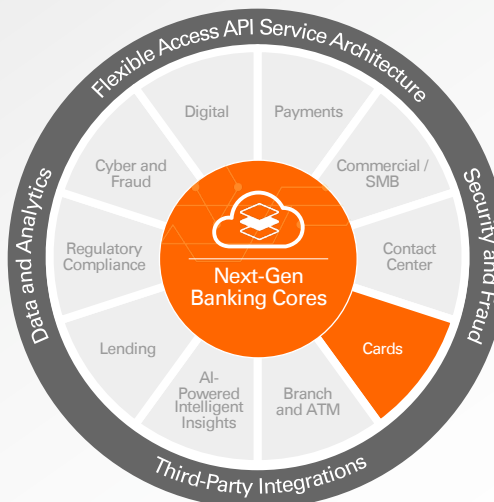 Flexible Access API Service Architecture
Digital
Payments
Cyber and
Fraud
Commercial /
SMB
Data and Analytics
Security and Fraud
Regulatory
Compliance
Next-Gen
Banking Cores
Contact
Center
Lending
Cards
AI-
Powered
Intelligent
Insights
Branch
and ATM
Third-Party Integrations